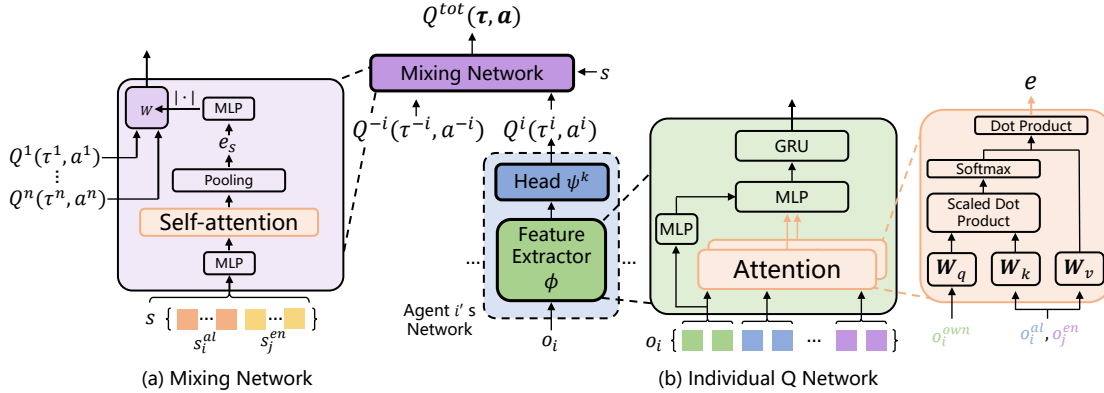 Q^{tot}(τ, a)
Mixing Network
s
Q^{-i}(τ^{-i}, a^{-i})
Q^i(τ^i, a^i)
W
|·|
MLP
e_s
Pooling
Self-attention
MLP
Q^1(τ^1, a^1)
⋮
Q^n(τ^n, a^n)
s { ... ... }
s_i^{al}
s_j^{en}
(a) Mixing Network
Head ψ^k
Feature
Extractor
ϕ
...
...
Agent i's
Network
o_i
GRU
MLP
MLP
Attention
o_i { ... }
(b) Individual Q Network
e
Dot Product
Softmax
Scaled Dot
Product
W_q
W_k
W_v
o_i^{own}
o_i^{al}, o_j^{en}